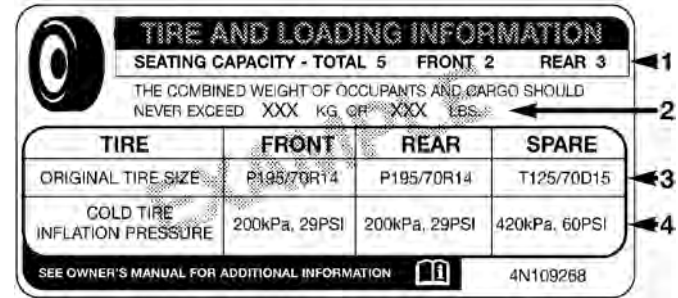 TIRE AND LOADING INFORMATION
SEATING CAPACITY - TOTAL 5 FRONT 2 REAR 3
1
THE COMBINED WEIGHT OF OCCUPANTS AND CARGO SHOULD
NEVER EXCEED XXX KG OR XXX LBS.
2
TIRE FRONT REAR SPARE
ORIGINAL TIRE SIZE P195/70R14 P195/70R14 T125/70D15
3
COLD TIRE
INFLATION PRESSURE 200kPa, 29PSI 200kPa, 29PSI 420kPa, 60PSI
4
SEE OWNER'S MANUAL FOR ADDITIONAL INFORMATION 4N109268
EXAMPLE